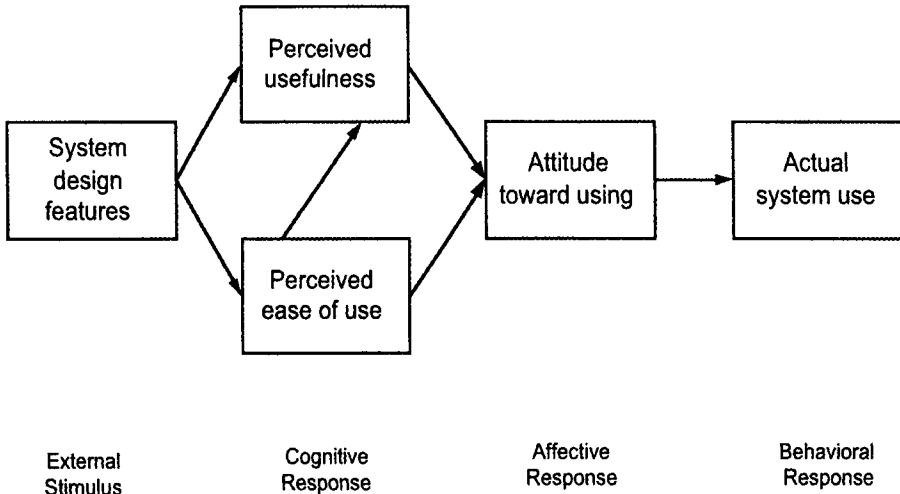 Perceived
usefulness
System
design
features
Attitude
toward using
Actual
system use
Perceived
ease of use
External
Stimulus
Cognitive
Response
Affective
Response
Behavioral
Response